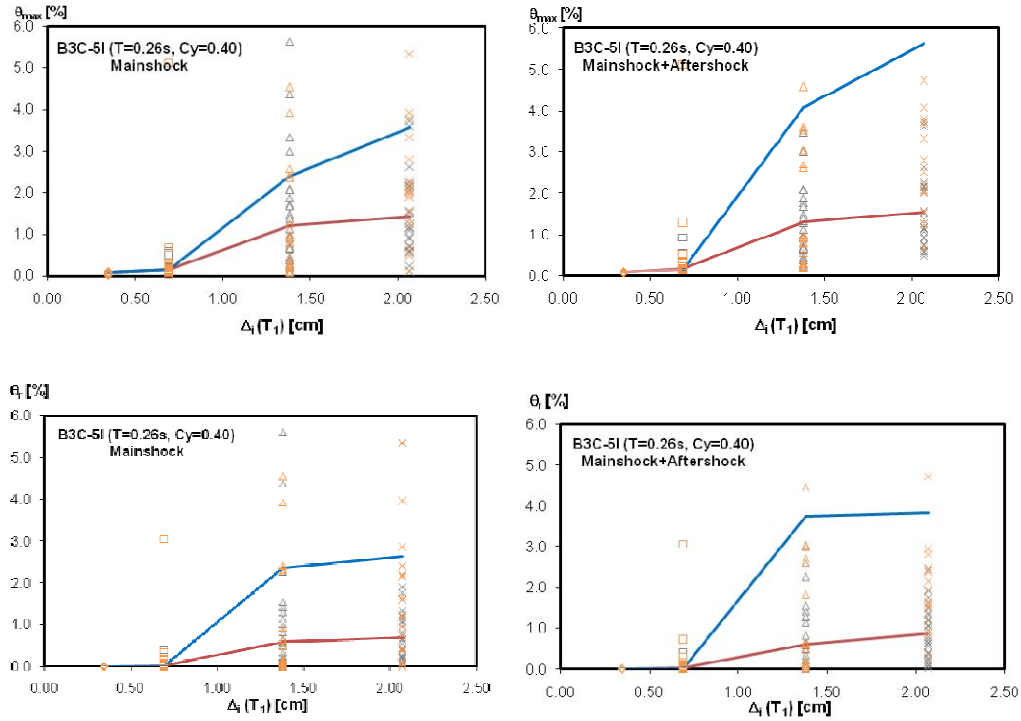 θmax [%]
6.0
B3C-5I (T=0.26s, Cy=0.40)
Mainshock
5.0
4.0
3.0
2.0
1.0
0.0
0.00 0.50 1.00 1.50 2.00 2.50
Δi (T1) [cm]
θmax [%]
6.0
B3C-5I (T=0.26s, Cy=0.40)
Mainshock+Aftershock
5.0
4.0
3.0
2.0
1.0
0.0
0.00 0.50 1.00 1.50 2.00 2.50
Δi (T1) [cm]
θr [%]
6.0
B3C-5I (T=0.26s, Cy=0.40)
Mainshock
5.0
4.0
3.0
2.0
1.0
0.0
0.00 0.50 1.00 1.50 2.00 2.50
Δi (T1) [cm]
θr [%]
6.0
B3C-5I (T=0.26s, Cy=0.40)
Mainshock+Aftershock
5.0
4.0
3.0
2.0
1.0
0.0
0.00 0.50 1.00 1.50 2.00 2.50
Δi (T1) [cm]